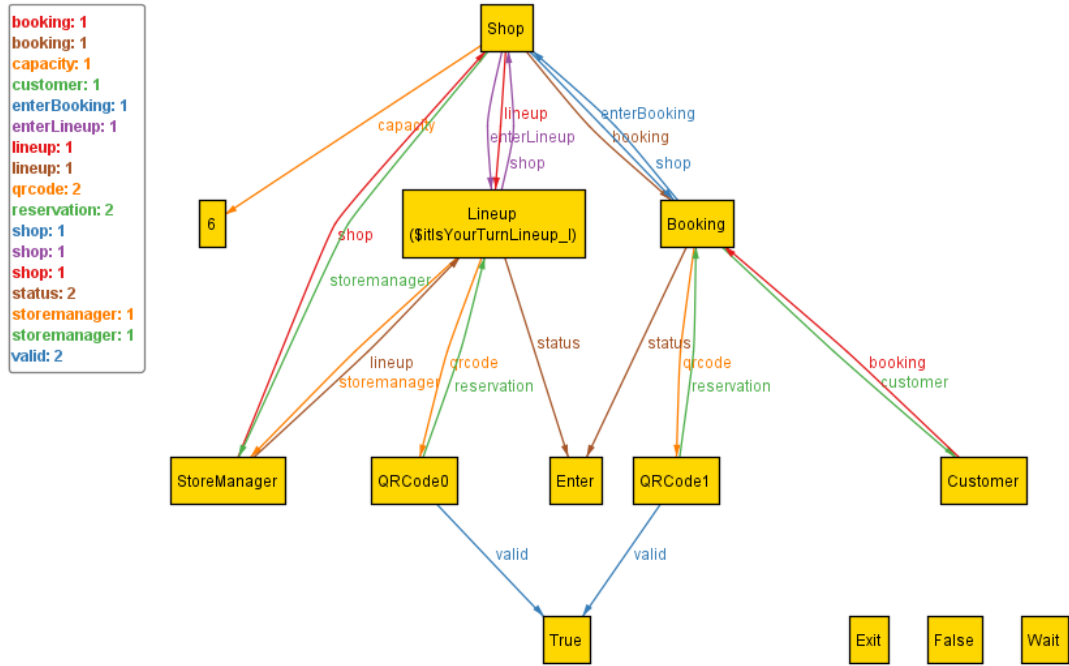 booking: 1
booking: 1
capacity: 1
customer: 1
enterBooking: 1
enterLineup: 1
lineup: 1
lineup: 1
qrcode: 2
reservation: 2
shop: 1
shop: 1
shop: 1
status: 2
storemanager: 1
storemanager: 1
valid: 2
Shop
capacity
lineup
enterBooking
enterLineup
booking
shop
shop
6
Lineup
($itIsYourTurnLineup_l)
Booking
shop
storemanager
lineup
storemanager
qrcode
reservation
status
status
qrcode
reservation
booking
customer
StoreManager
QRCode0
Enter
QRCode1
Customer
valid
valid
True
Exit
False
Wait